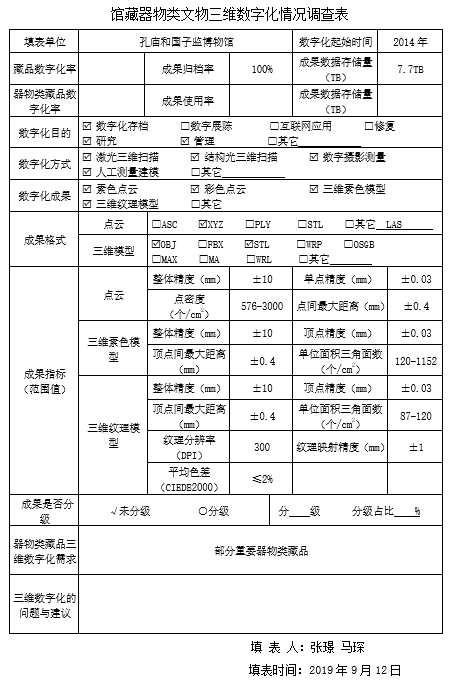 馆藏器物类文物三维数字化情况调查表
填表单位 孔庙和国子监博物馆 数字化起始时间 2014年
藏品数字化率 成果归档率 100% 成果数据存储量（TB） 7.7TB
器物类藏品数字化率 成果使用率 成果数据存储量（TB）
数字化目的 ☑ 数字化存档 □数字展陈 □互联网应用 □修复
☑ 研究 ☑ 管理 □其它
数字化方式 ☑ 激光三维扫描 ☑ 结构光三维扫描 ☑ 数字摄影测量
☑ 人工测量建模 □其它
数字化成果 ☑ 素色点云 ☑ 彩色点云 ☑ 三维素色模型
☑ 三维纹理模型 □其它
成果格式 点云 □ASC ☑XYZ □PLY □STL □其它 LAS
三维模型 ☑OBJ □FBX ☑STL □WRP □OSGB
□MAX □MA □WRL □其它
成果指标（范围值） 点云 整体精度（mm） ±10 单点精度（mm） ±0.03
点密度（个/cm²） 576-3000 点间最大距离（mm） ±0.4
三维素色模型 整体精度（mm） ±10 顶点精度（mm） ±0.03
顶点间最大距离（mm） ±0.4 单位面积三角面数（个/cm²） 120-1152
三维纹理模型 整体精度（mm） ±10 顶点精度（mm） ±0.03
顶点间最大距离（mm） ±0.4 单位面积三角面数（个/cm²） 87-120
纹理分辨率（DPI） 300 纹理映射精度（mm） ±1
平均色差（CIEDE2000） ≤2%
成果是否分级 √未分级 ○分级 分____级 分级占比____%
器物类藏品三维数字化需求 部分重要器物类藏品
三维数字化的问题与建议
填 表 人：张璟 马琛
填表时间：2019年9月12日